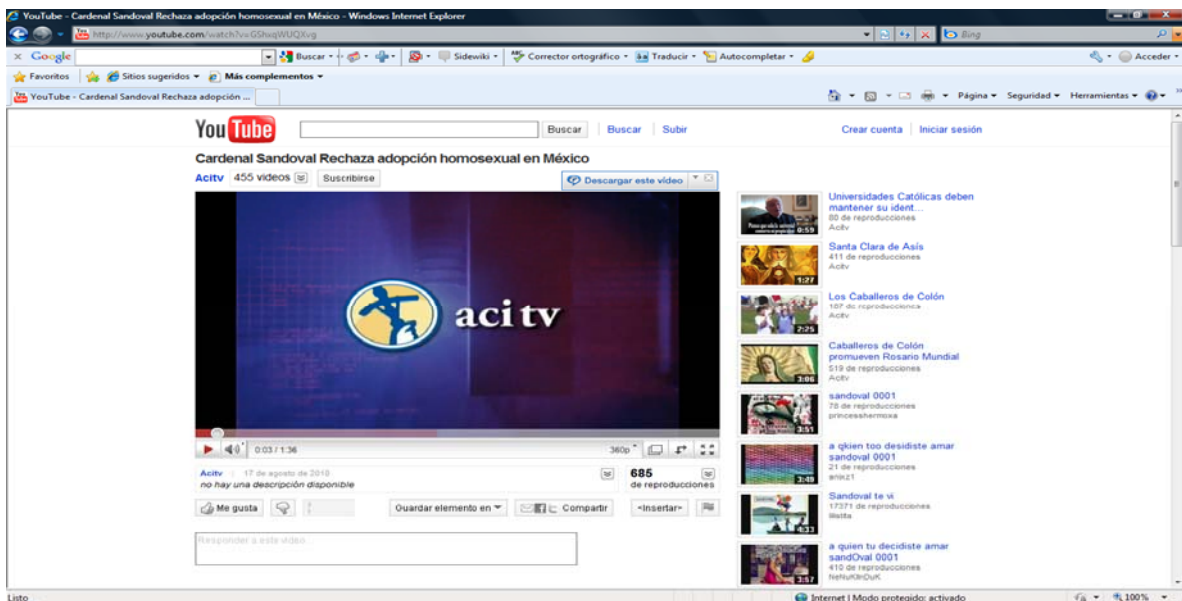 YouTube - Cardenal Sandoval Rechaza adopción homosexual en México - Windows Internet Explorer
http://www.youtube.com/watch?v=GShxqWUQXvg
Bing
Google
Buscar
Sidewiki
Corrector ortográfico
Traducir
Autocompletar
Acceder
Favoritos
Sitios sugeridos
Más complementos
YouTube - Cardenal Sandoval Rechaza adopción ...
Página
Seguridad
Herramientas
YouTube
Buscar
Buscar
Subir
Crear cuenta
Iniciar sesión
Cardenal Sandoval Rechaza adopción homosexual en México
Acitv 455 videos
Suscribirse
Descargar este vídeo
aci tv
0:03 / 1:36
360p
Acitv
17 de agosto de 2010
no hay una descripción disponible
685
de reproducciones
Me gusta
Guardar elemento en
Compartir
<Insertar>
Responder a este vídeo...
Universidades Católicas deben
mantener su ident...
80 de reproducciones
Acitv
0:59
Santa Clara de Asís
411 de reproducciones
Acitv
1:27
Los Caballeros de Colón
107 de reproducciones
Acitv
2:25
Caballeros de Colón
promueven Rosario Mundial
519 de reproducciones
Acitv
3:06
sandoval 0001
78 de reproducciones
princesshermoxa
3:51
a qkien too desidiste amar
sandoval 0001
21 de reproducciones
3:49
Sandoval te vi
17371 de reproducciones
4:33
a quien tu decidiste amar
sandOval 0001
410 de reproducciones
3:57
Listo
Internet | Modo protegido: activado
100%